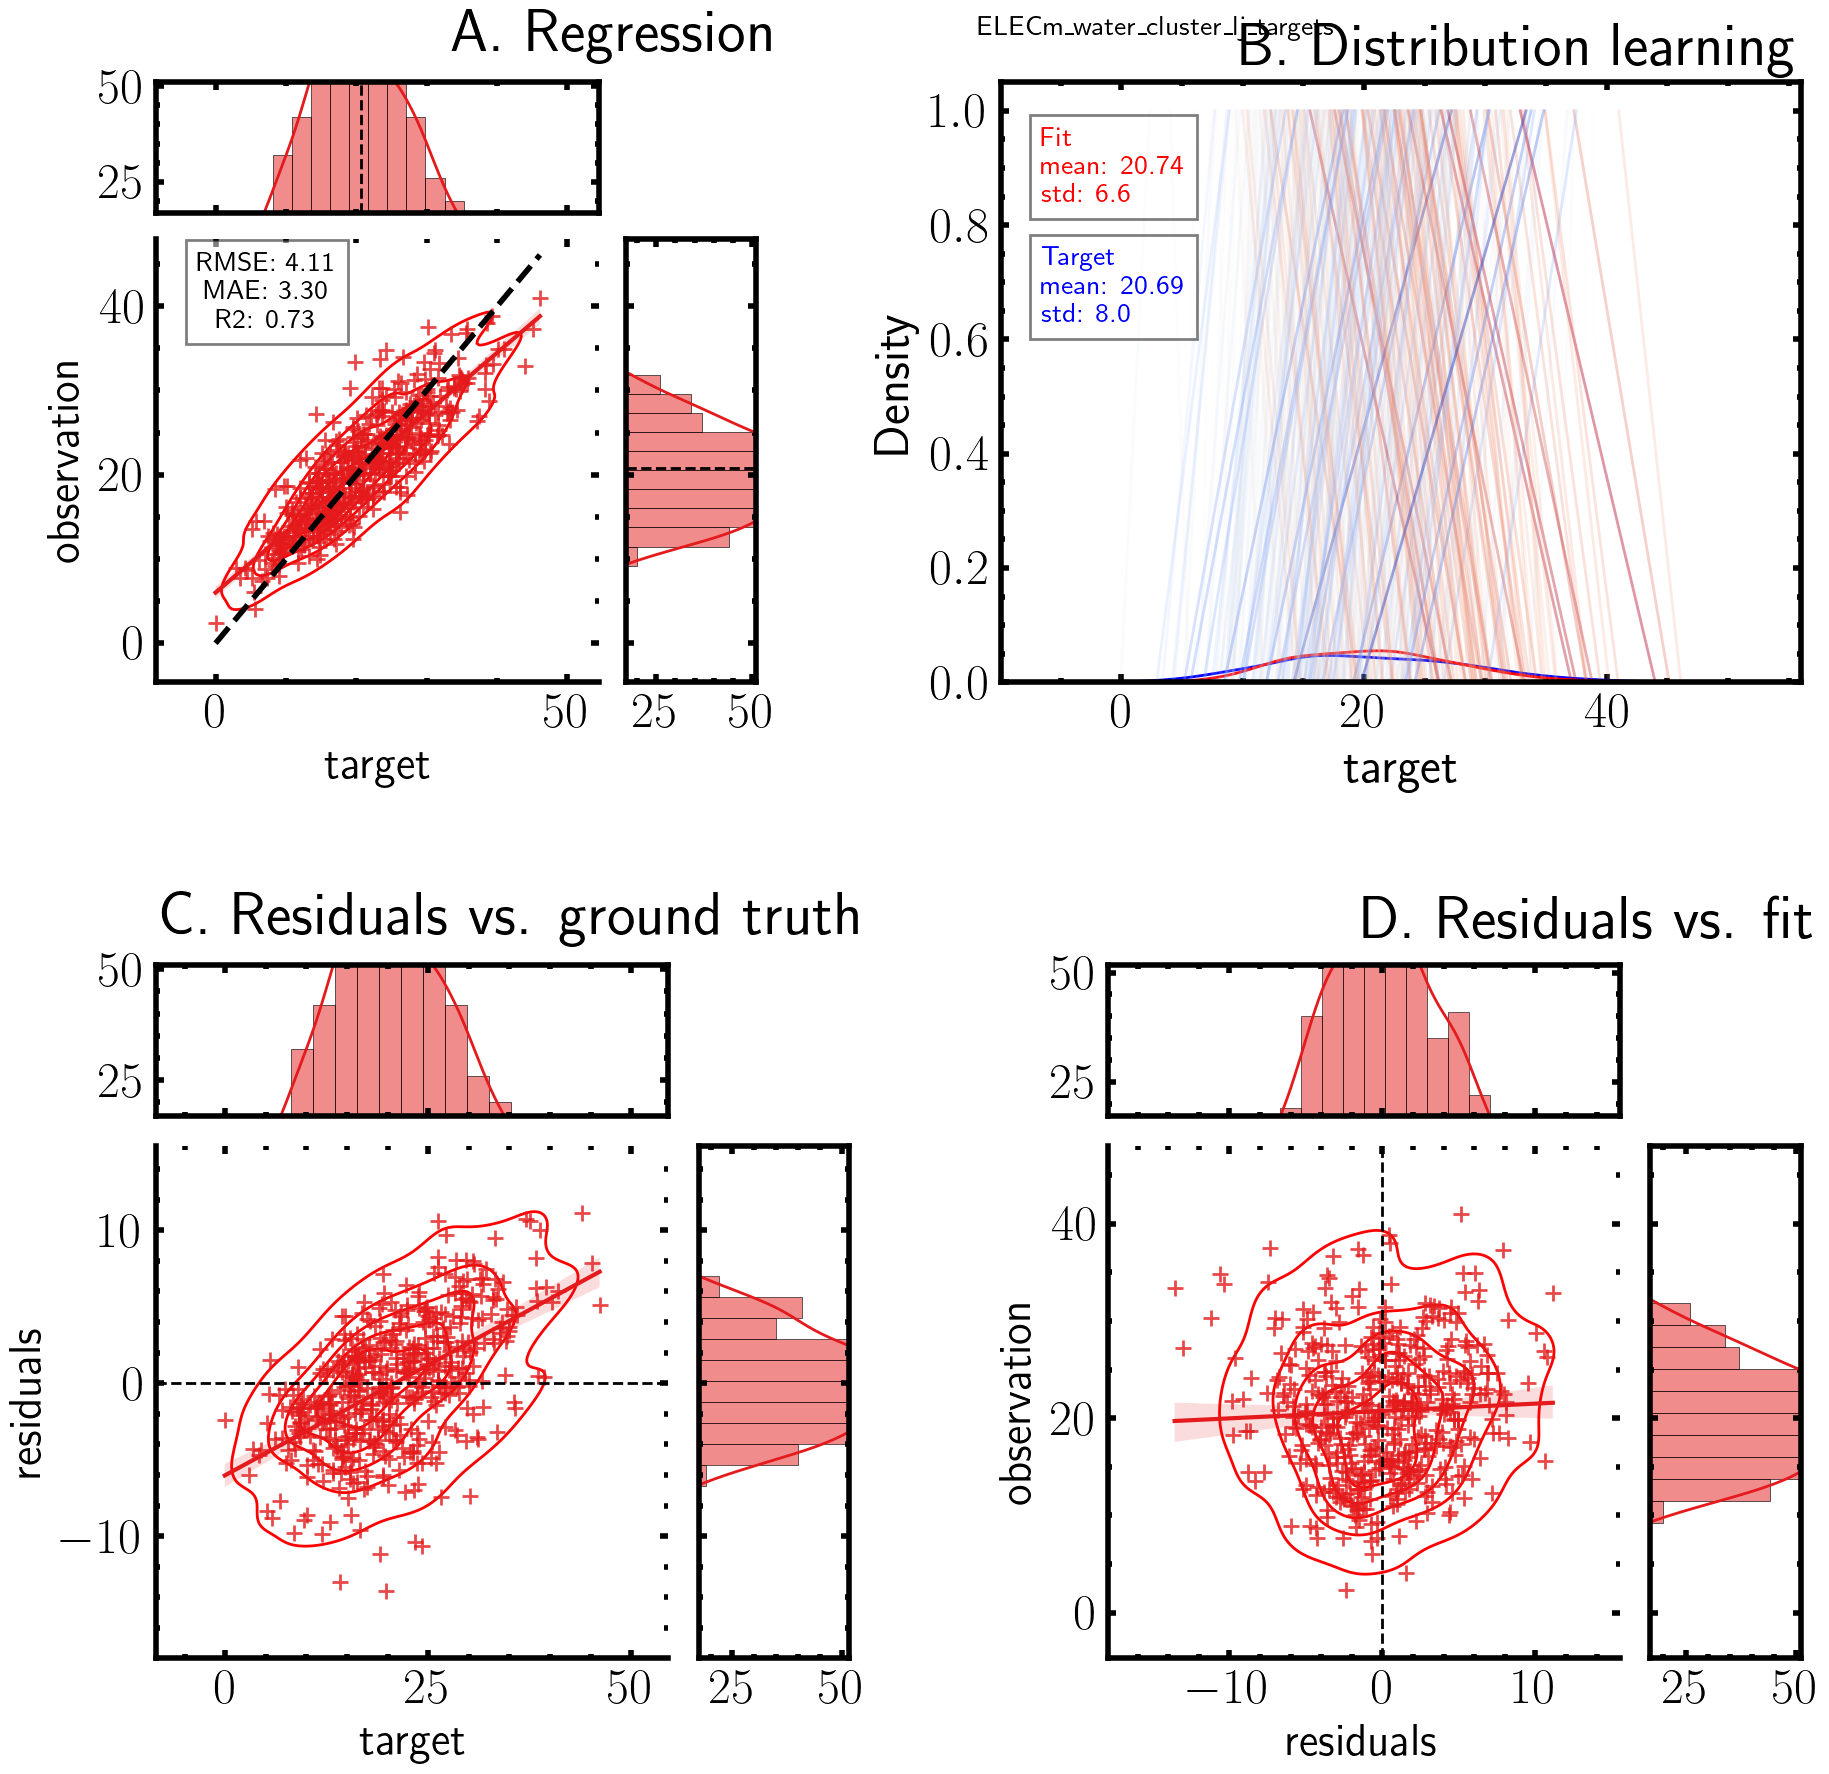 A. Regression
50
25
RMSE: 4.11
MAE: 3.30
R2: 0.73
40
20
0
observation
0
50
target
25
50
ELECm_water_cluster_lj_targets
B. Distribution learning
1.0
0.8
0.6
0.4
0.2
0.0
Density
Fit
mean: 20.74
std: 6.6
Target
mean: 20.69
std: 8.0
0
20
40
target
C. Residuals vs. ground truth
50
25
10
0
−10
residuals
0
25
50
target
25
50
D. Residuals vs. fit
50
25
40
20
0
observation
−10
0
10
residuals
25
50